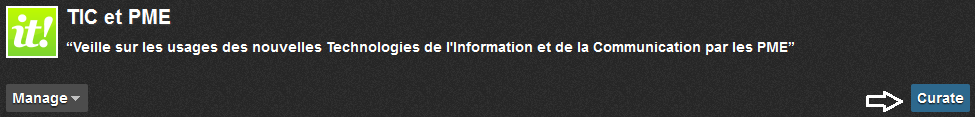 it!
TIC et PME
“Veille sur les usages des nouvelles Technologies de l'Information et de la Communication par les PME”
Manage
Curate